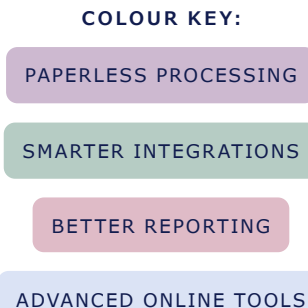 COLOUR KEY:
PAPERLESS PROCESSING
SMARTER INTEGRATIONS
BETTER REPORTING
ADVANCED ONLINE TOOLS